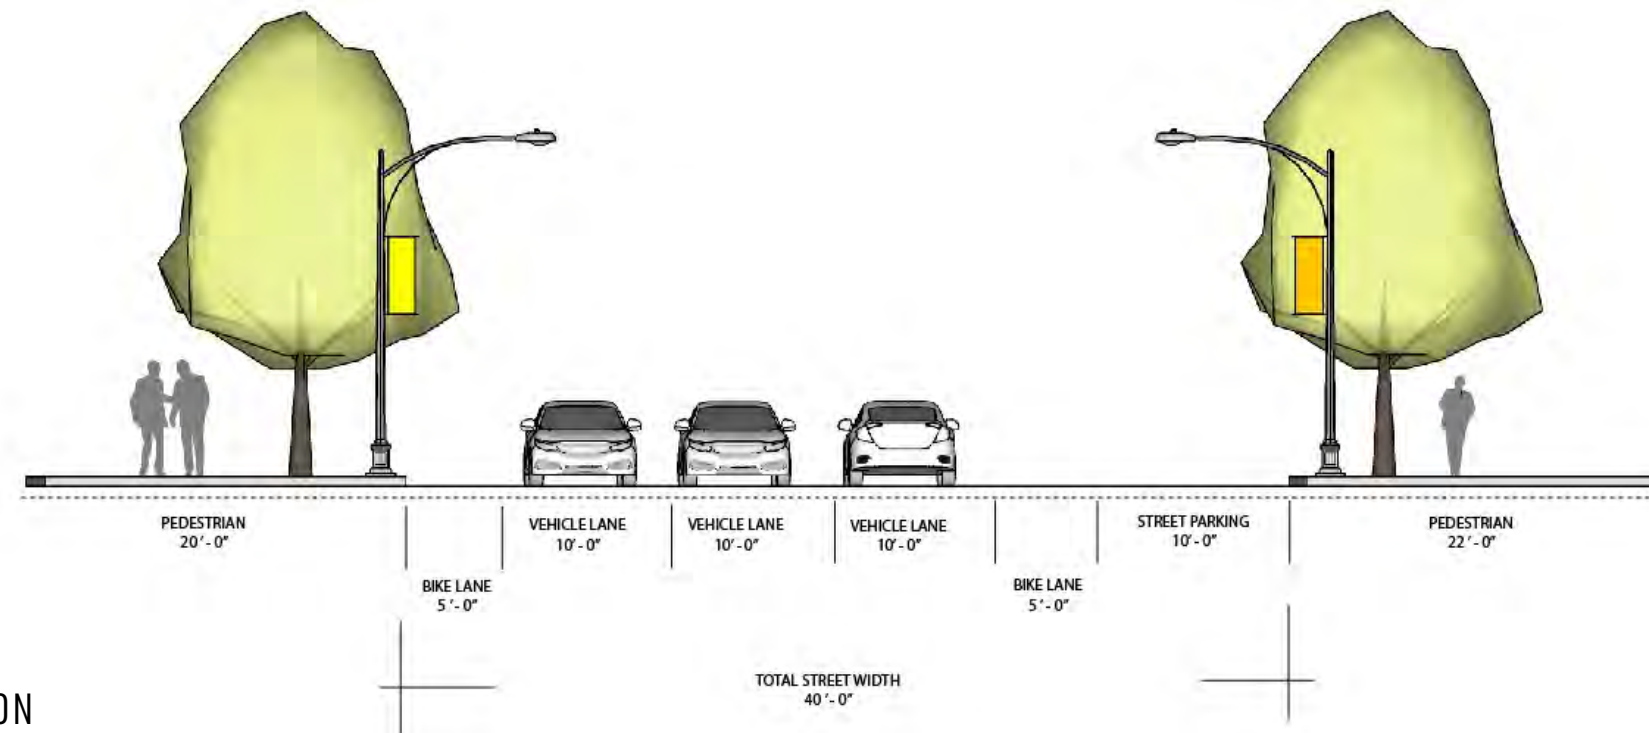 PEDESTRIAN
20'-0"
VEHICLE LANE
10'-0"
VEHICLE LANE
10'-0"
VEHICLE LANE
10'-0"
STREET PARKING
10'-0"
PEDESTRIAN
22'-0"
BIKE LANE
5'-0"
BIKE LANE
5'-0"
TOTAL STREET WIDTH
40'-0"
ON